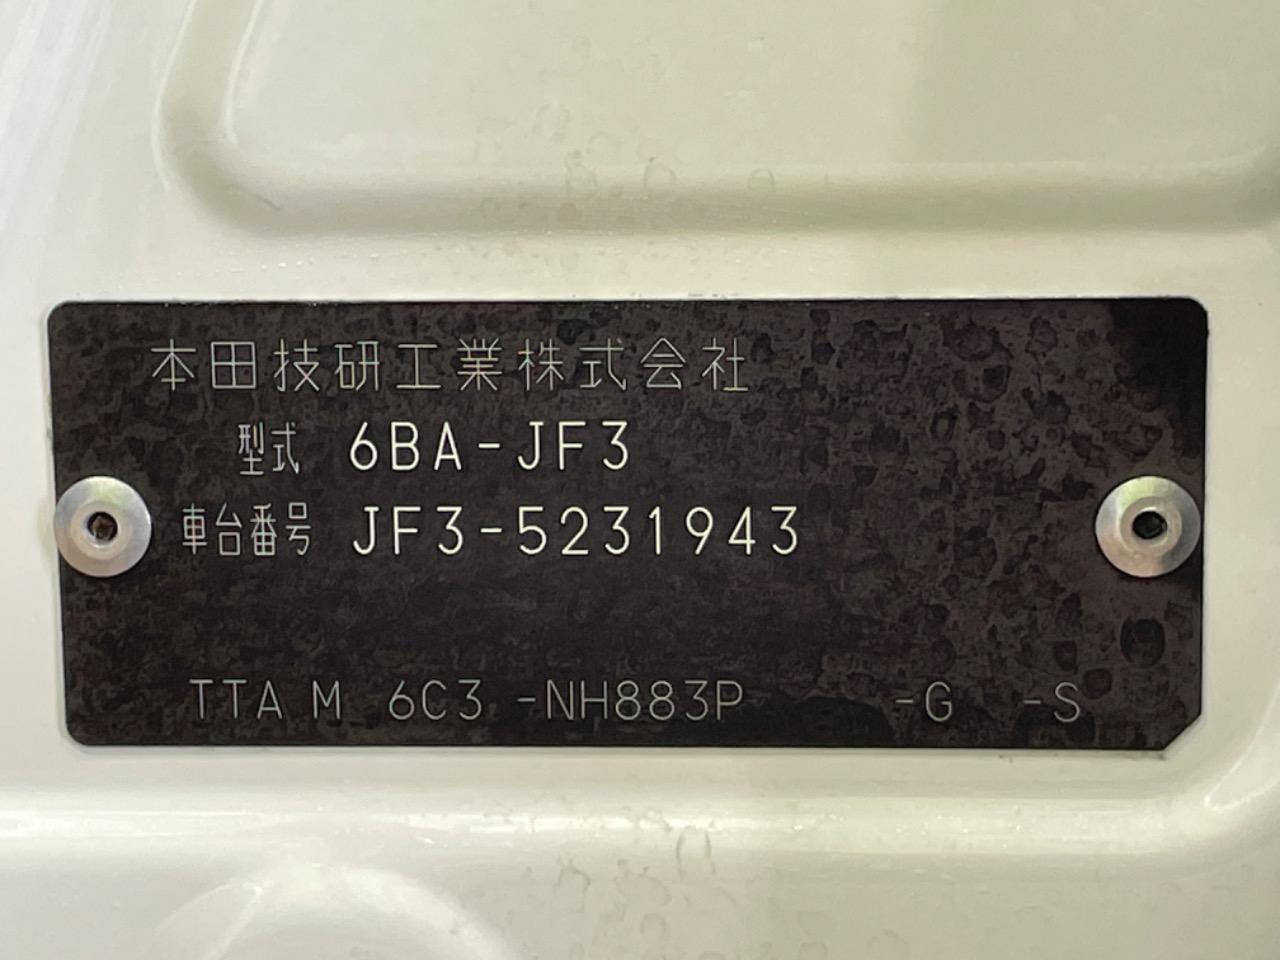 本田技研工業株式会社
型式 6BA-JF3
車台番号 JF3-5231943
TTA M 6C3 -NH883P -G -S